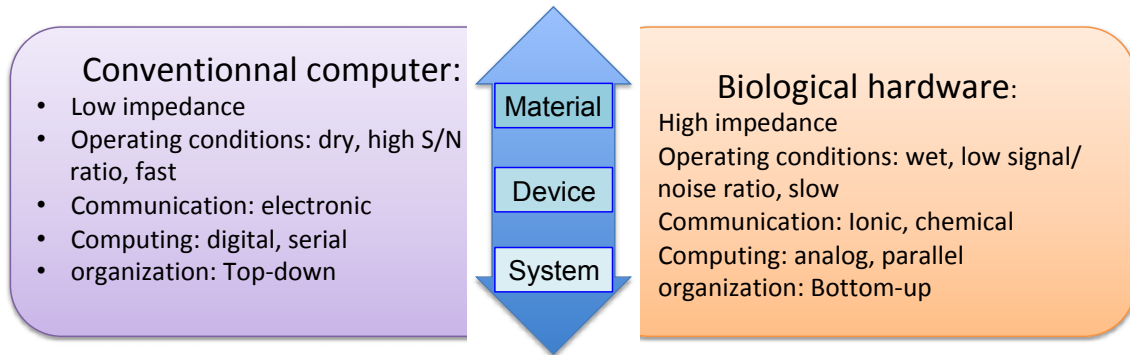 Conventionnal computer:
• Low impedance
• Operating conditions: dry, high S/N
ratio, fast
• Communication: electronic
• Computing: digital, serial
• organization: Top-down
Material
Device
System
Biological hardware:
High impedance
Operating conditions: wet, low signal/
noise ratio, slow
Communication: Ionic, chemical
Computing: analog, parallel
organization: Bottom-up